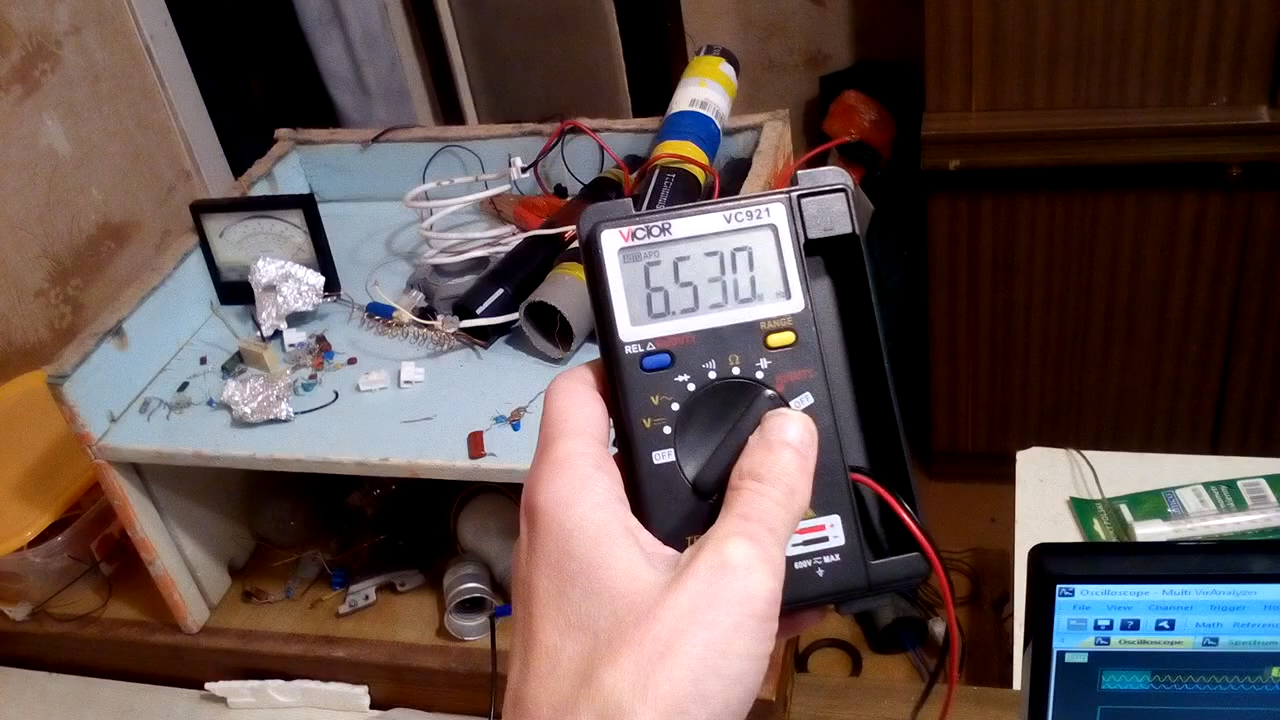 VICTOR
VC921
AUTO APO
6.530
REL △
RANGE
Ω
V~
OFF
OFF
600V MAX
Oscilloscope - Multi VirAnalyzer
File View Channel Trigger
Math
Oscilloscope